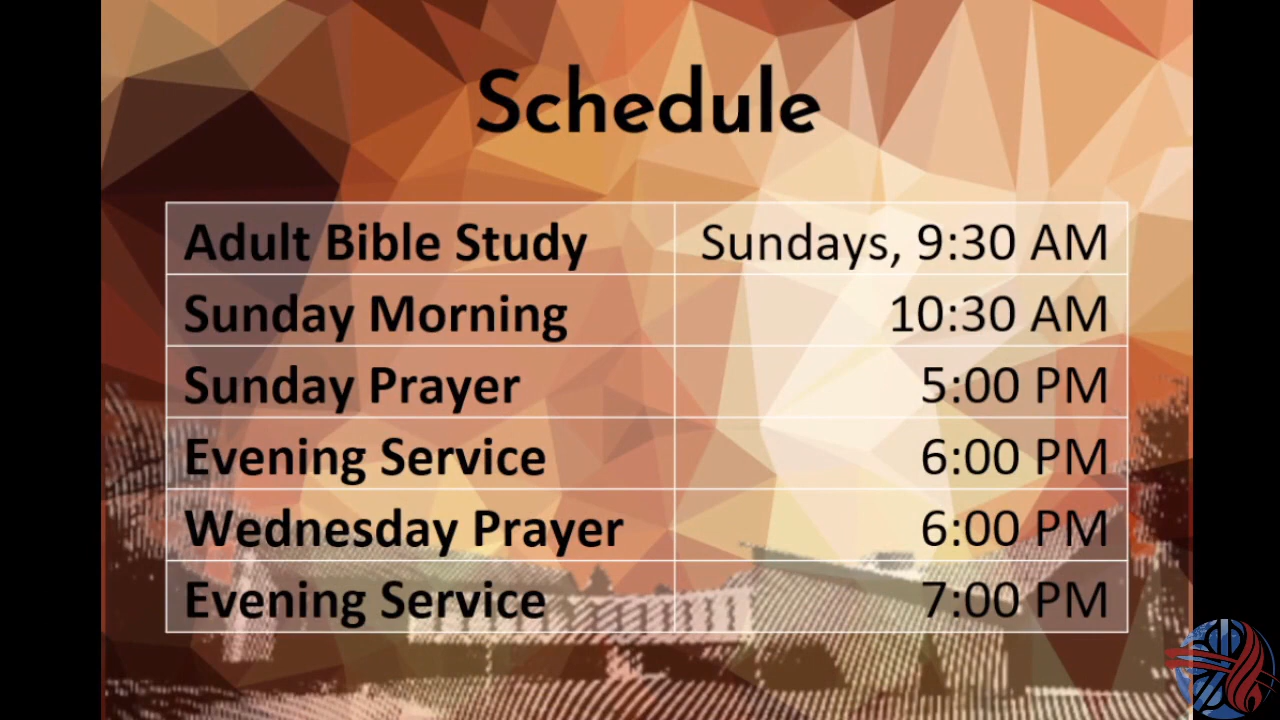 Schedule
Adult Bible Study Sundays, 9:30 AM
Sunday Morning 10:30 AM
Sunday Prayer 5:00 PM
Evening Service 6:00 PM
Wednesday Prayer 6:00 PM
Evening Service 7:00 PM